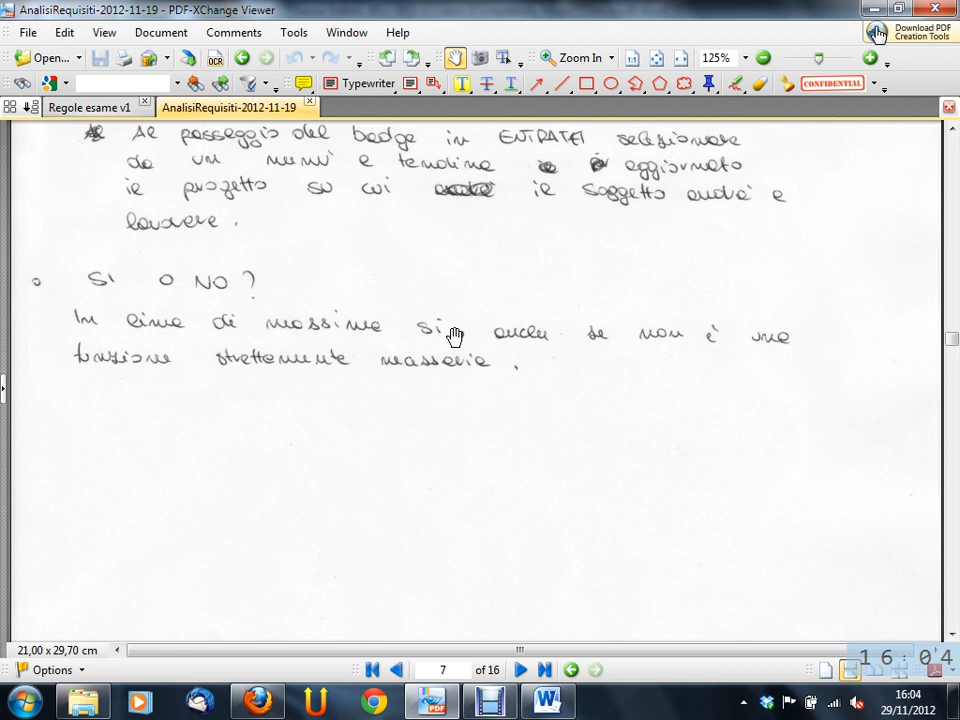 AnalisiRequisiti-2012-11-19 - PDF-XChange Viewer
File Edit View Document Comments Tools Window Help
Download PDF Creation Tools
Open... OCR Zoom In 125%
Typewriter T T T CONFIDENTIAL
Regole esame v1 AnalisiRequisiti-2012-11-19
Al passaggio del badge in ENTRATA selezionare
da un menù e tendina aggiornato
il progetto su cui il soggetto andrà a
lavorare.
SI O NO?
In linea di massima si, anche se non è una
funzione strettamente necessaria.
21,00 x 29,70 cm
16:04
Options 7 of 16
W 16:04
29/11/2012